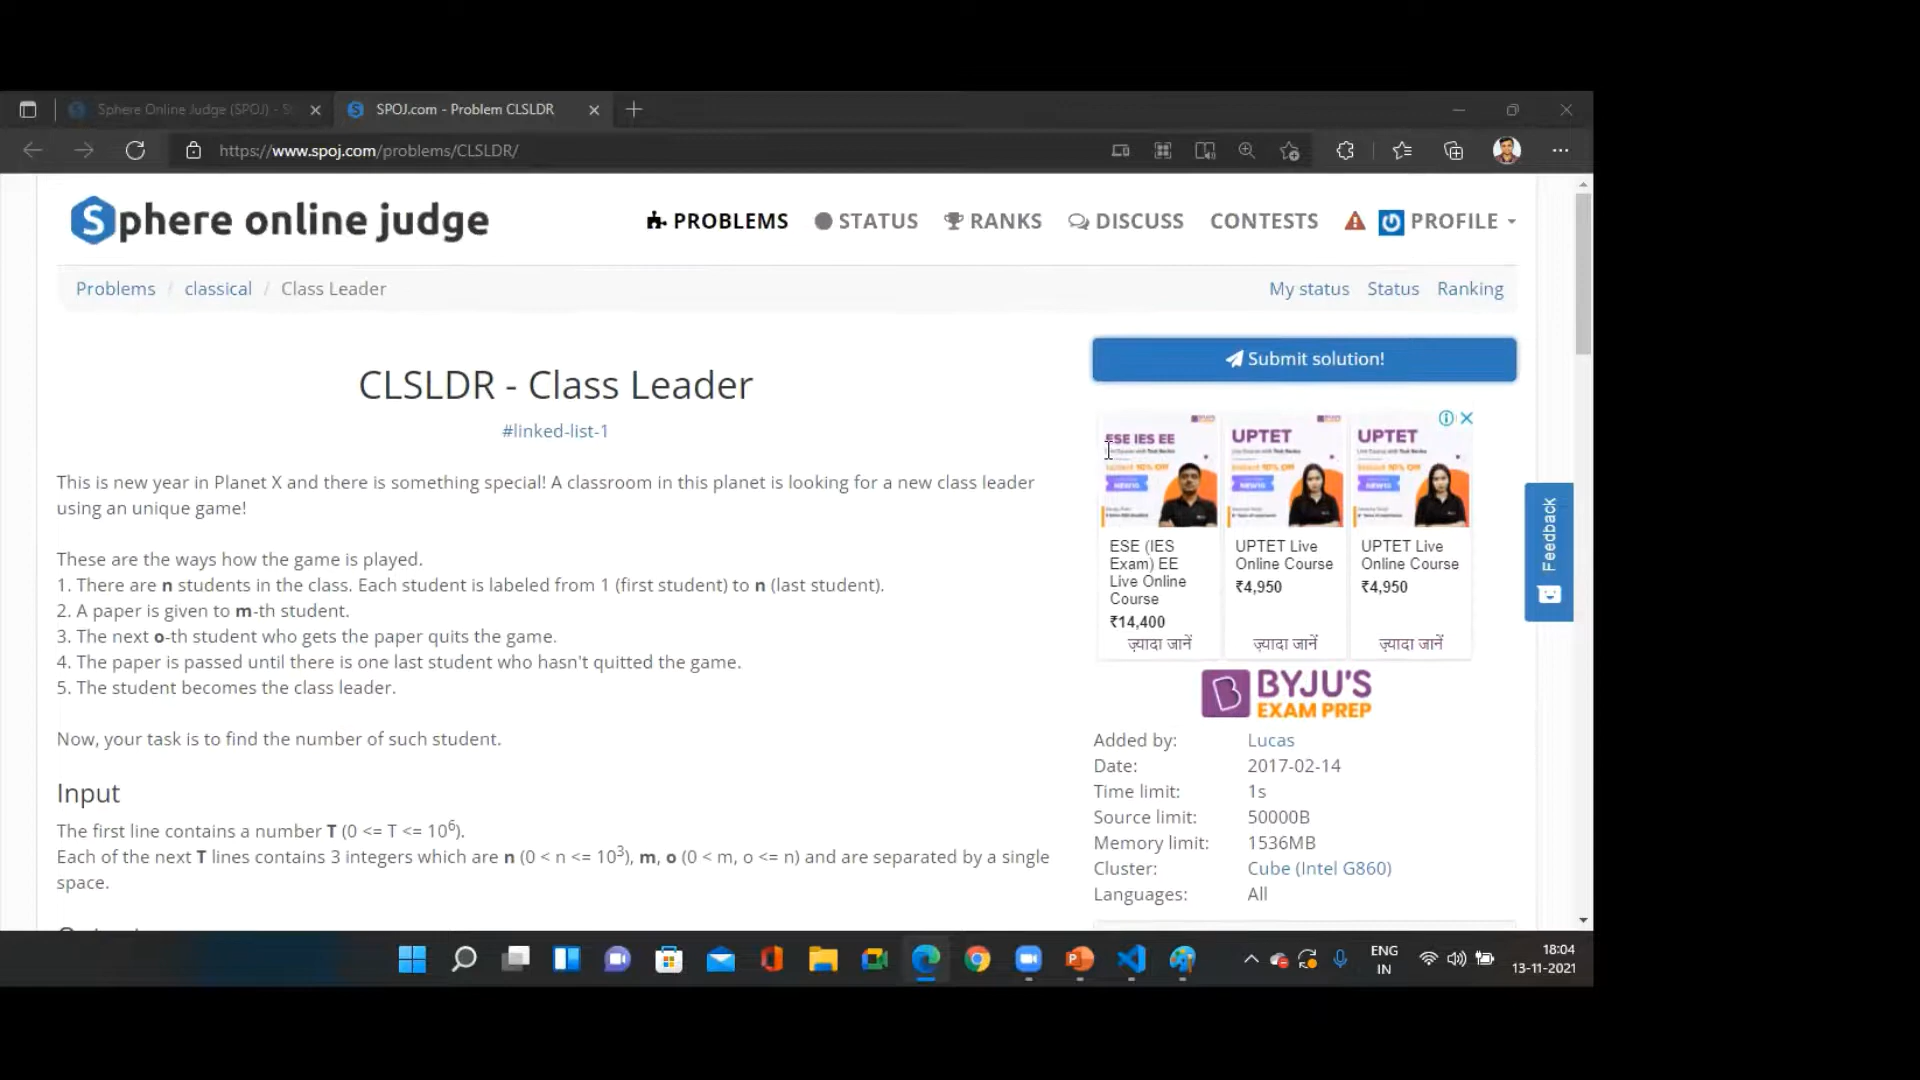 Sphere Online Judge (SPOJ) - S
SPOJ.com - Problem CLSLDR
https://www.spoj.com/problems/CLSLDR/
Sphere online judge
PROBLEMS
STATUS
RANKS
DISCUSS
CONTESTS
PROFILE
Problems / classical / Class Leader
My status Status Ranking
Submit solution!
CLSLDR - Class Leader
#linked-list-1
This is new year in Planet X and there is something special! A classroom in this planet is looking for a new class leader
using an unique game!
These are the ways how the game is played.
1. There are n students in the class. Each student is labeled from 1 (first student) to n (last student).
2. A paper is given to m-th student.
3. The next o-th student who gets the paper quits the game.
4. The paper is passed until there is one last student who hasn't quitted the game.
5. The student becomes the class leader.
Now, your task is to find the number of such student.
Input
The first line contains a number T (0 <= T <= 10^6).
Each of the next T lines contains 3 integers which are n (0 < n <= 10^3), m, o (0 < m, o <= n) and are separated by a single
space.
ESE IES EE
UPTET
UPTET
ESE (IES
Exam) EE
Live Online
Course
₹14,400
ज़्यादा जानें
UPTET Live
Online Course
₹4,950
ज़्यादा जानें
UPTET Live
Online Course
₹4,950
ज़्यादा जानें
BYJU'S
EXAM PREP
Feedback
Added by: Lucas
Date: 2017-02-14
Time limit: 1s
Source limit: 50000B
Memory limit: 1536MB
Cluster: Cube (Intel G860)
Languages: All
ENG
IN
18:04
13-11-2021